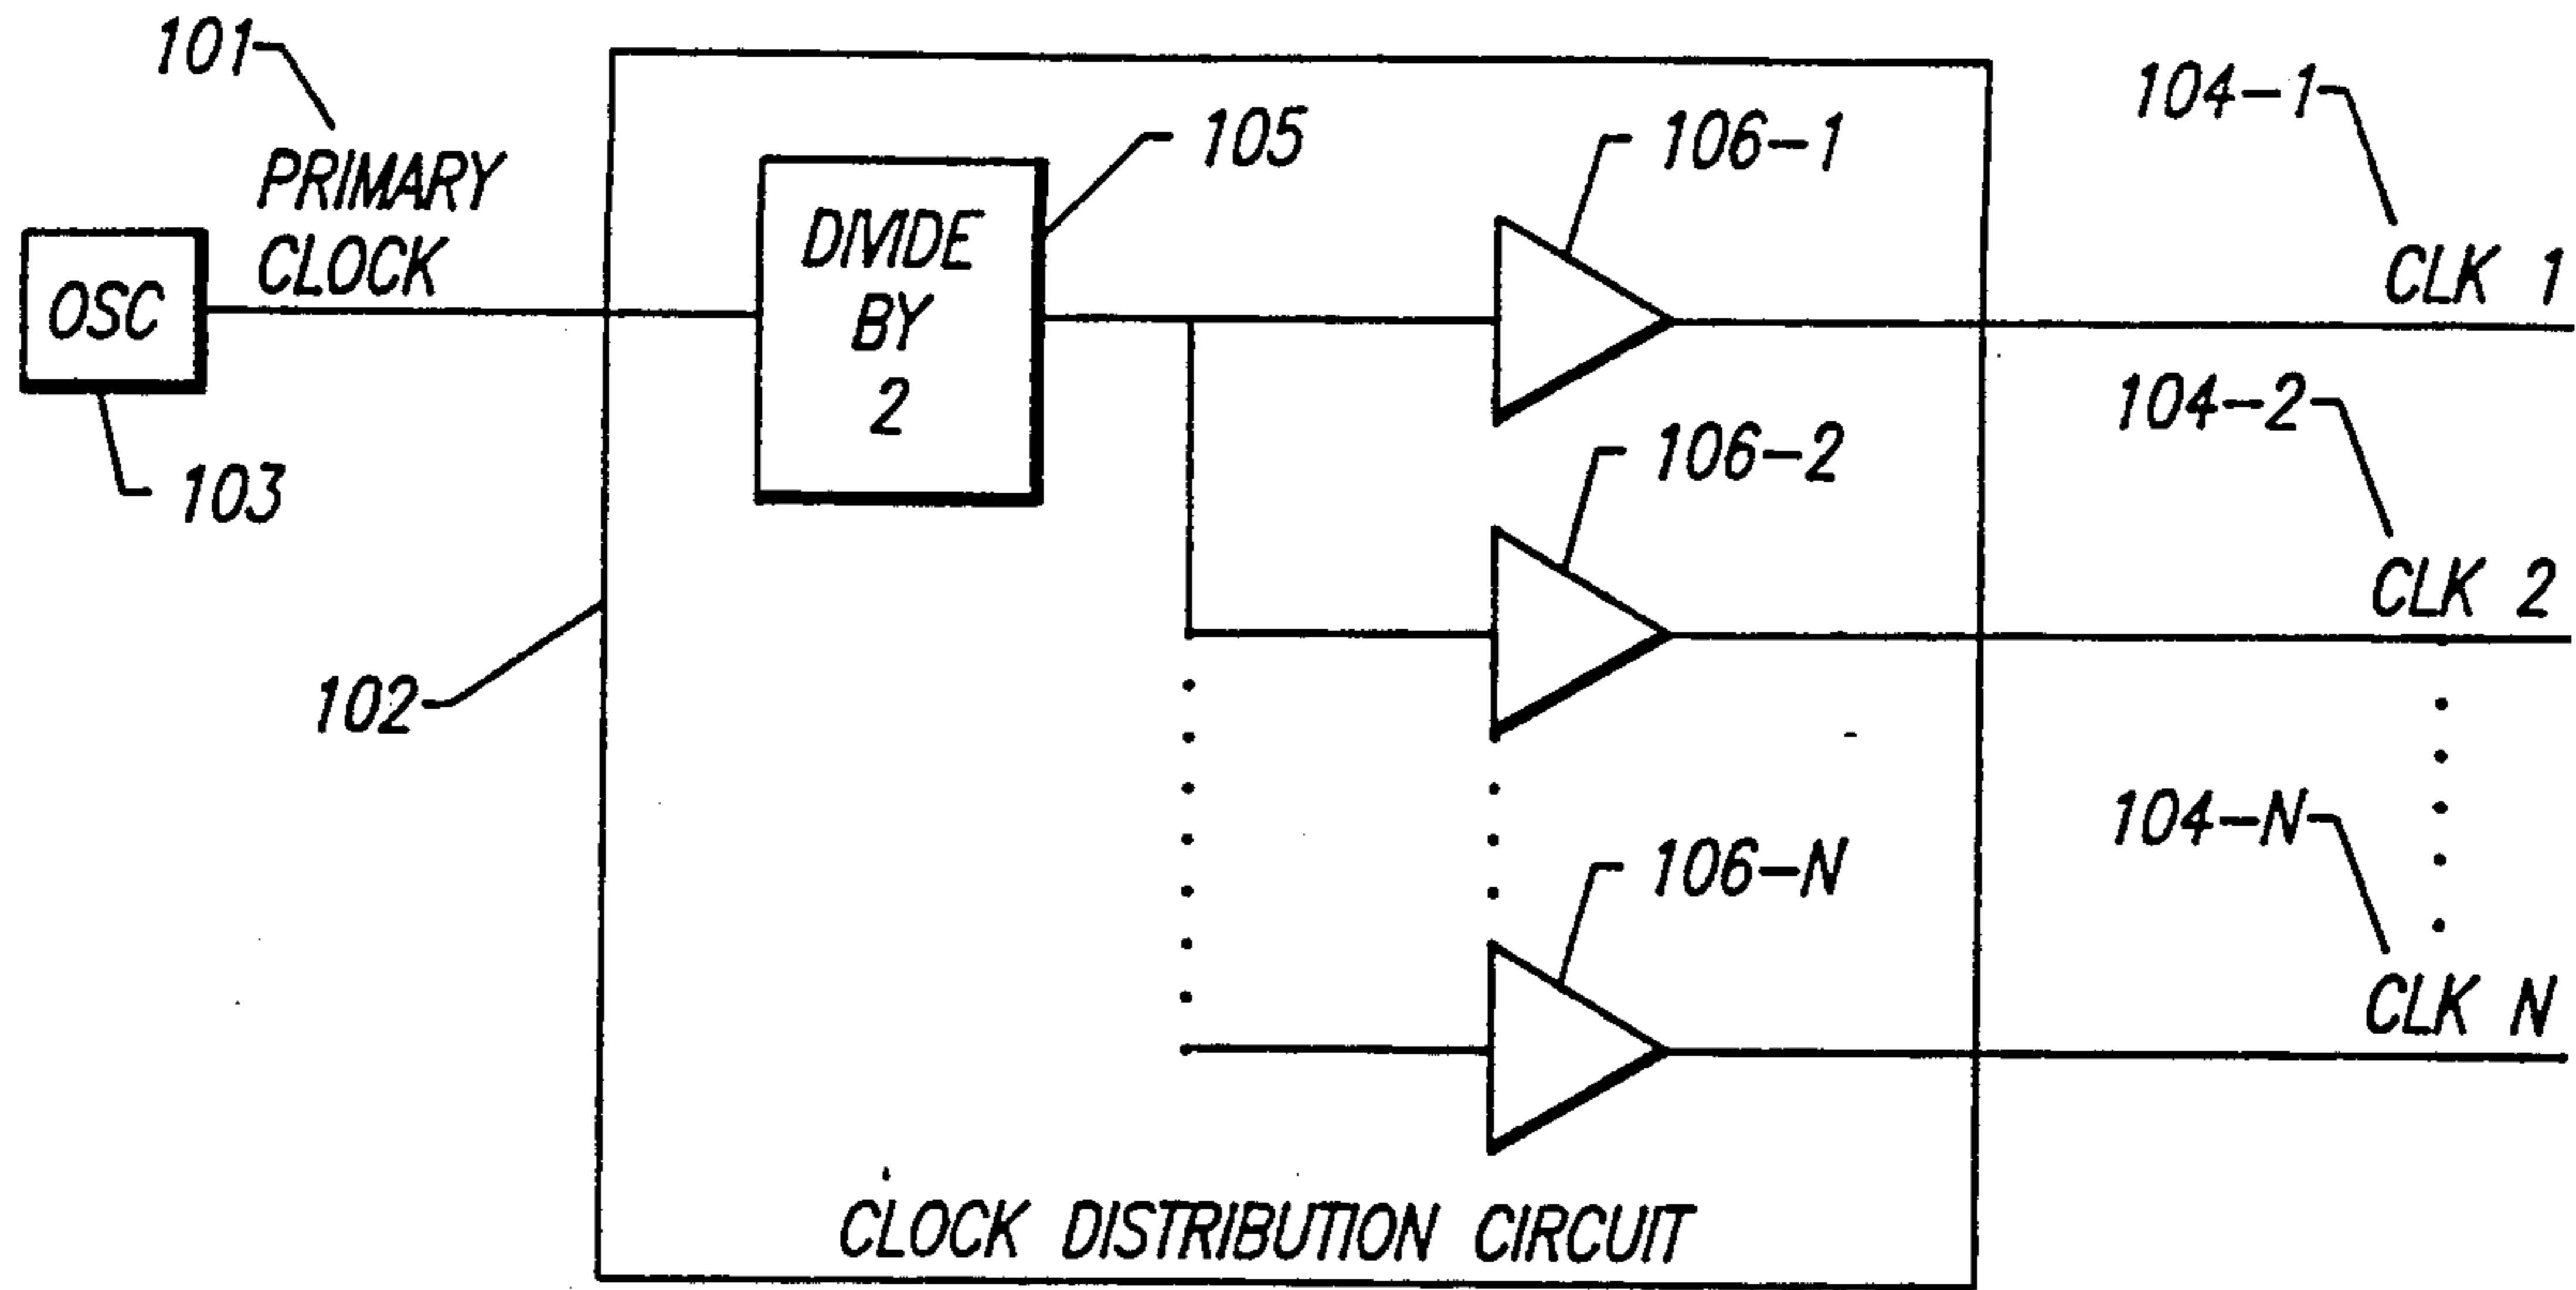 101
PRIMARY
CLOCK
OSC
103
102
DIVIDE
BY
2
105
106-1
106-2
106-N
104-1
CLK 1
104-2
CLK 2
104-N
CLK N
CLOCK DISTRIBUTION CIRCUIT